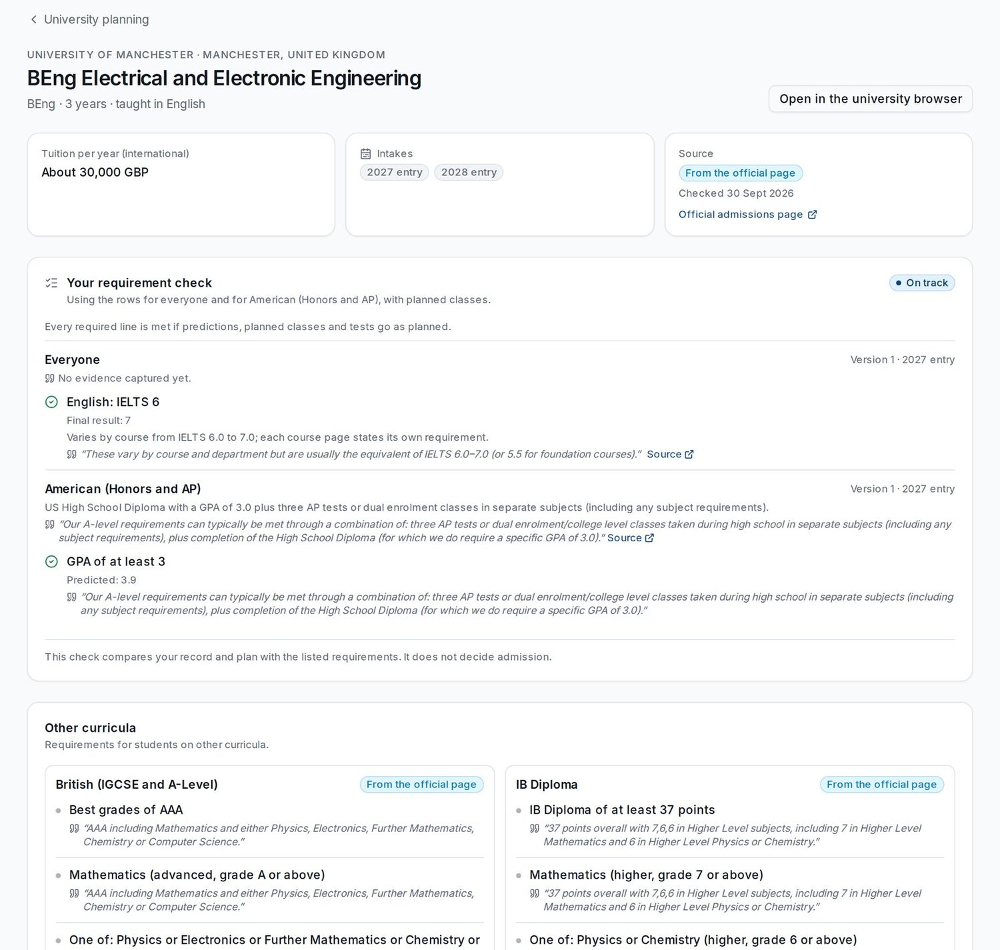 University planning
UNIVERSITY OF MANCHESTER · MANCHESTER, UNITED KINGDOM
BEng Electrical and Electronic Engineering
BEng · 3 years · taught in English
Open in the university browser
Tuition per year (international)
About 30,000 GBP
Intakes
2027 entry 2028 entry
Source
From the official page
Checked 30 Sept 2026
Official admissions page
Your requirement check
On track
Using the rows for everyone and for American (Honors and AP), with planned classes.
Every required line is met if predictions, planned classes and tests go as planned.
Everyone
Version 1 · 2027 entry
No evidence captured yet.
English: IELTS 6
Final result: 7
Varies by course from IELTS 6.0 to 7.0; each course page states its own requirement.
“These vary by course and department but are usually the equivalent of IELTS 6.0–7.0 (or 5.5 for foundation courses).” Source
American (Honors and AP)
Version 1 · 2027 entry
US High School Diploma with a GPA of 3.0 plus three AP tests or dual enrolment classes in separate subjects (including any subject requirements).
“Our A-level requirements can typically be met through a combination of: three AP tests or dual enrolment/college level classes taken during high school in separate subjects (including any
subject requirements), plus completion of the High School Diploma (for which we do require a specific GPA of 3.0).” Source
GPA of at least 3
Predicted: 3.9
“Our A-level requirements can typically be met through a combination of: three AP tests or dual enrolment/college level classes taken during high school in separate subjects (including
any subject requirements), plus completion of the High School Diploma (for which we do require a specific GPA of 3.0).”
This check compares your record and plan with the listed requirements. It does not decide admission.
Other curricula
Requirements for students on other curricula.
British (IGCSE and A-Level)
From the official page
Best grades of AAA
“AAA including Mathematics and either Physics, Electronics, Further Mathematics,
Chemistry or Computer Science.”
Mathematics (advanced, grade A or above)
“AAA including Mathematics and either Physics, Electronics, Further Mathematics,
Chemistry or Computer Science.”
One of: Physics or Electronics or Further Mathematics or Chemistry or
IB Diploma
From the official page
IB Diploma of at least 37 points
“37 points overall with 7,6,6 in Higher Level subjects, including 7 in Higher Level
Mathematics and 6 in Higher Level Physics or Chemistry.”
Mathematics (higher, grade 7 or above)
“37 points overall with 7,6,6 in Higher Level subjects, including 7 in Higher Level
Mathematics and 6 in Higher Level Physics or Chemistry.”
One of: Physics or Chemistry (higher, grade 6 or above)